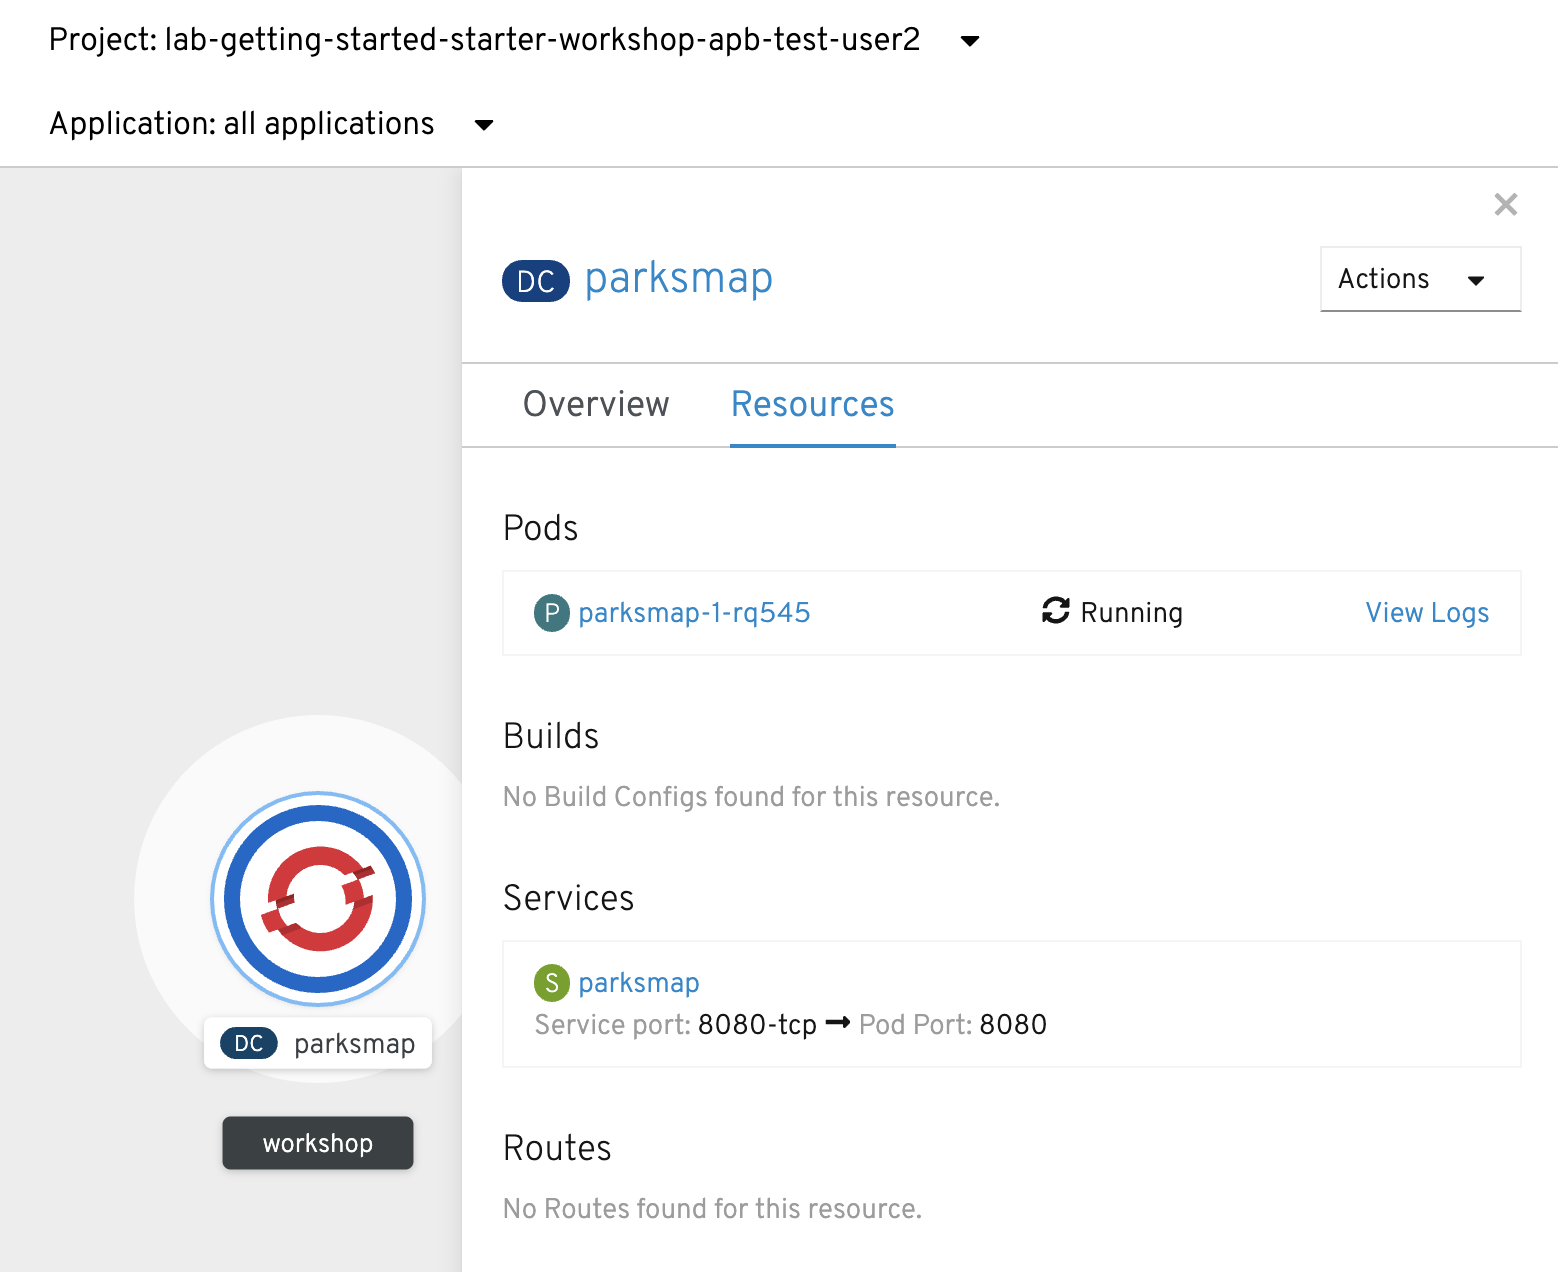 Project: lab-getting-started-starter-workshop-apb-test-user2
Application: all applications
DC parksmap
Actions
Overview Resources
Pods
P parksmap-1-rq545 Running View Logs
Builds
No Build Configs found for this resource.
Services
S parksmap
Service port: 8080-tcp → Pod Port: 8080
Routes
No Routes found for this resource.
DC parksmap
workshop